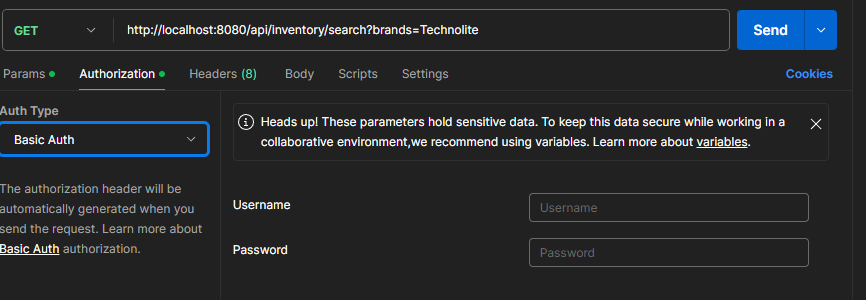 GET http://localhost:8080/api/inventory/search?brands=Technolite Send
Params Authorization Headers (8) Body Scripts Settings Cookies
Auth Type
Basic Auth
The authorization header will be
automatically generated when you
send the request. Learn more about
Basic Auth authorization.
Heads up! These parameters hold sensitive data. To keep this data secure while working in a
collaborative environment,we recommend using variables. Learn more about variables.
Username Username
Password Password